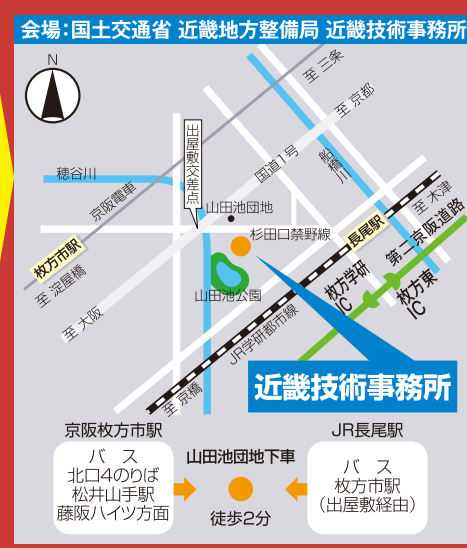 会場：国土交通省 近畿地方整備局 近畿技術事務所
N
至 三条
至 京都
出屋敷交差点
国道1号
船橋川
穂谷川
京阪電車
山田池団地
至 木津
枚方市駅
杉田口禁野線
長尾駅
第二京阪道路
至 淀屋橋
山田池公園
枚方学研IC
枚方東IC
至 大阪
JR学研都市線
至 京橋
近畿技術事務所
京阪枚方市駅
バス
北口4のりば
松井山手駅
藤阪ハイツ方面
山田池団地下車
徒歩2分
JR長尾駅
バス
枚方市駅
（出屋敷経由）